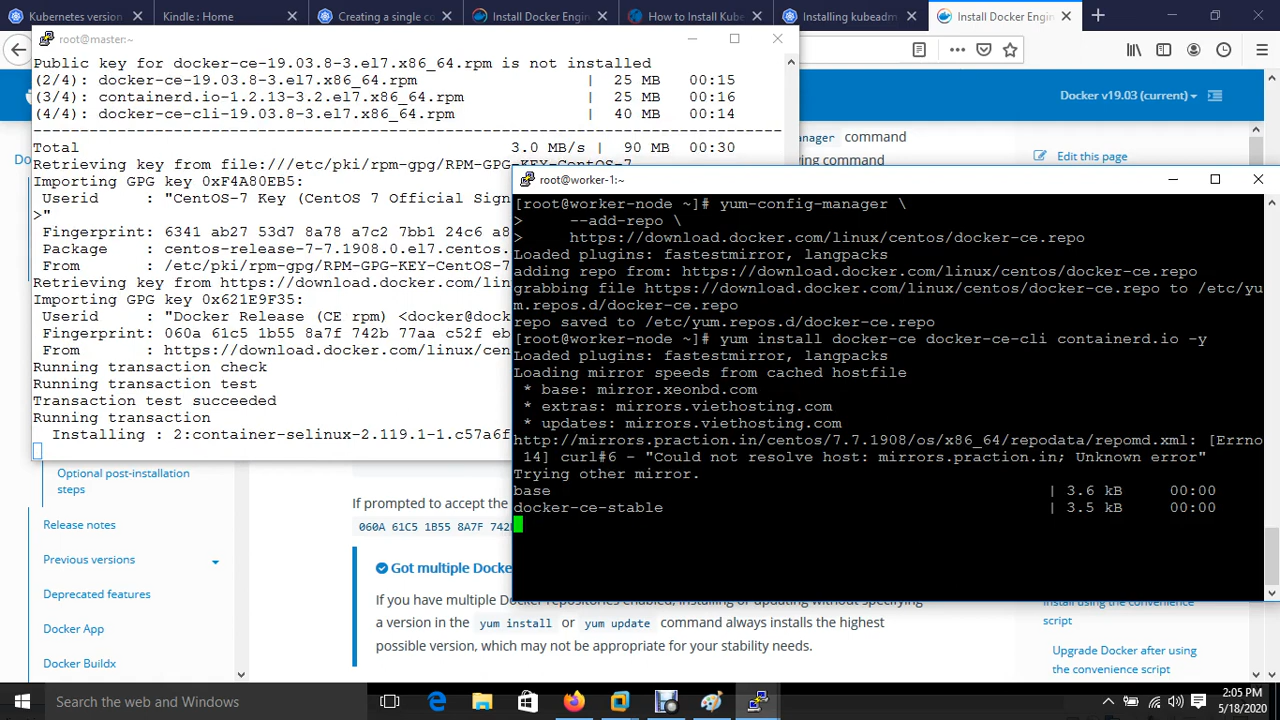 Kubernetes version
Kindle : Home
Creating a single co
Install Docker Engin
How to Install Kube
Installing kubeadm
Install Docker Engin
root@master:~
Public key for docker-ce-19.03.8-3.el7.x86_64.rpm is not installed
(2/4): docker-ce-19.03.8-3.el7.x86_64.rpm | 25 MB 00:15
(3/4): containerd.io-1.2.13-3.2.el7.x86_64.rpm | 25 MB 00:16
(4/4): docker-ce-cli-19.03.8-3.el7.x86_64.rpm | 40 MB 00:14
--------------------------------------------------------------------------------
Total 3.0 MB/s | 90 MB 00:30
Retrieving key from file:///etc/pki/rpm-gpg/RPM-GPG-KEY-CentOS-7
Importing GPG key 0xF4A80EB5:
Userid : "CentOS-7 Key (CentOS 7 Official Sign
>"
Fingerprint: 6341 ab27 53d7 8a78 a7c2 7bb1 24c6 a8
Package : centos-release-7-7.1908.0.el7.centos.
From : /etc/pki/rpm-gpg/RPM-GPG-KEY-CentOS-7
Retrieving key from https://download.docker.com/lin
Importing GPG key 0x621E9F35:
Userid : "Docker Release (CE rpm) <docker@dock
Fingerprint: 060a 61c5 1b55 8a7f 742b 77aa c52f eb
From : https://download.docker.com/linux/cen
Running transaction check
Running transaction test
Transaction test succeeded
Running transaction
Installing : 2:container-selinux-2.119.1-1.c57a6f
Docker v19.03 (current)
Do
anager command
ying command
Edit this page
root@worker-1:~
[root@worker-node ~]# yum-config-manager \
> --add-repo \
> https://download.docker.com/linux/centos/docker-ce.repo
Loaded plugins: fastestmirror, langpacks
adding repo from: https://download.docker.com/linux/centos/docker-ce.repo
grabbing file https://download.docker.com/linux/centos/docker-ce.repo to /etc/yu
m.repos.d/docker-ce.repo
repo saved to /etc/yum.repos.d/docker-ce.repo
[root@worker-node ~]# yum install docker-ce docker-ce-cli containerd.io -y
Loaded plugins: fastestmirror, langpacks
Loading mirror speeds from cached hostfile
* base: mirror.xeonbd.com
* extras: mirrors.viethosting.com
* updates: mirrors.viethosting.com
http://mirrors.praction.in/centos/7.7.1908/os/x86_64/repodata/repomd.xml: [Errno
14] curl#6 - "Could not resolve host: mirrors.praction.in; Unknown error"
Trying other mirror.
base | 3.6 kB 00:00
docker-ce-stable | 3.5 kB 00:00
Optional post-installation
steps
Release notes
Previous versions
Deprecated features
Docker App
Docker Buildx
If prompted to accept the
060A 61C5 1B55 8A7F 742
Got multiple Docke
If you have multiple Docker repositories enabled, installing or updating without specifying
a version in the yum install or yum update command always installs the highest
possible version, which may not be appropriate for your stability needs.
Install using the convenience
script
Upgrade Docker after using
the convenience script
Search the web and Windows
2:05 PM
5/18/2020